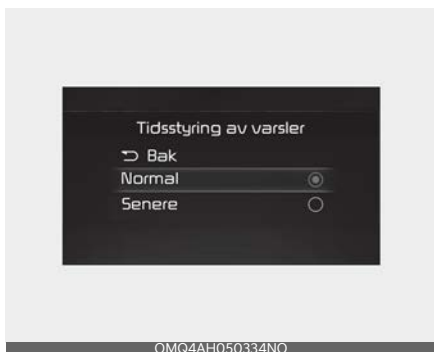 Tidsstyring av varsler
Bak
Normal
Senere
OMQ4AH050334NO